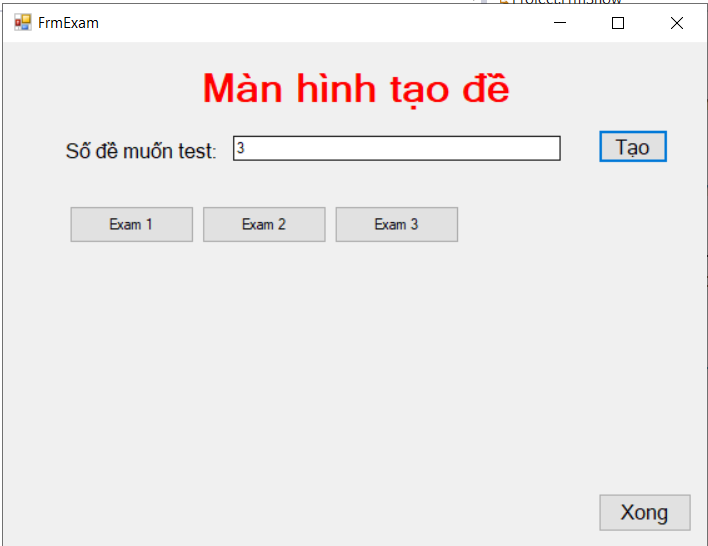 FrmExam
Màn hình tạo đề
Số đề muốn test: 3 Tạo
Exam 1 Exam 2 Exam 3
Xong